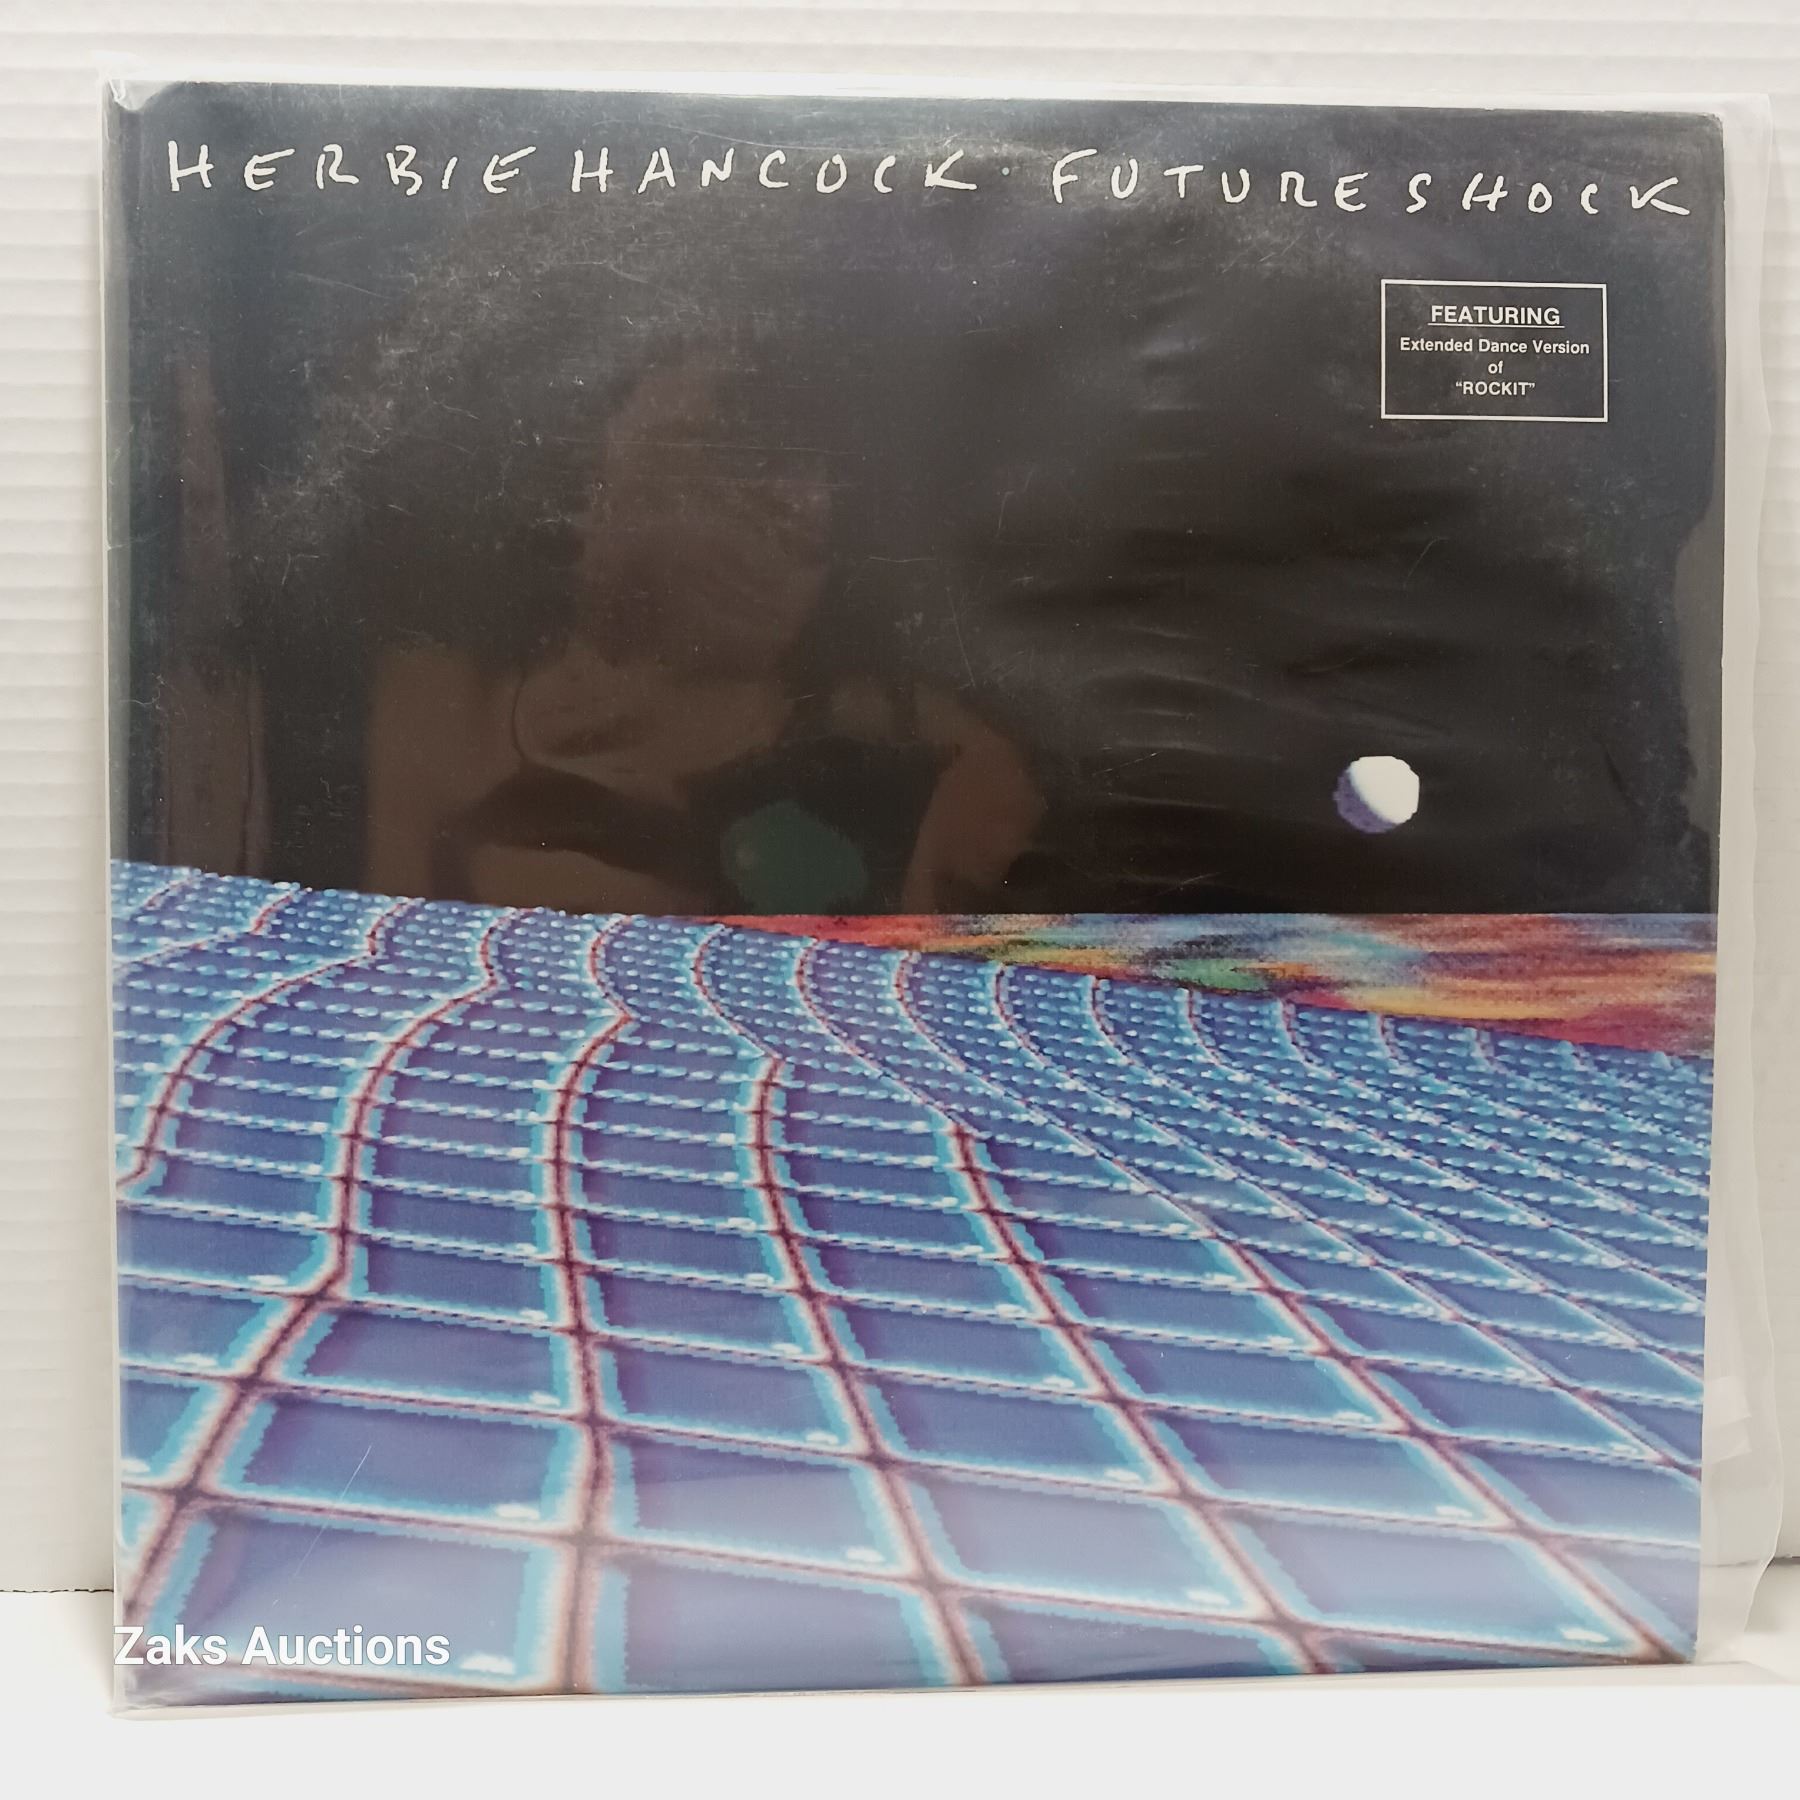 HERBIE HANCOCK · FUTURE SHOCK
FEATURING
Extended Dance Version
of
“ROCKIT”
Zaks Auctions